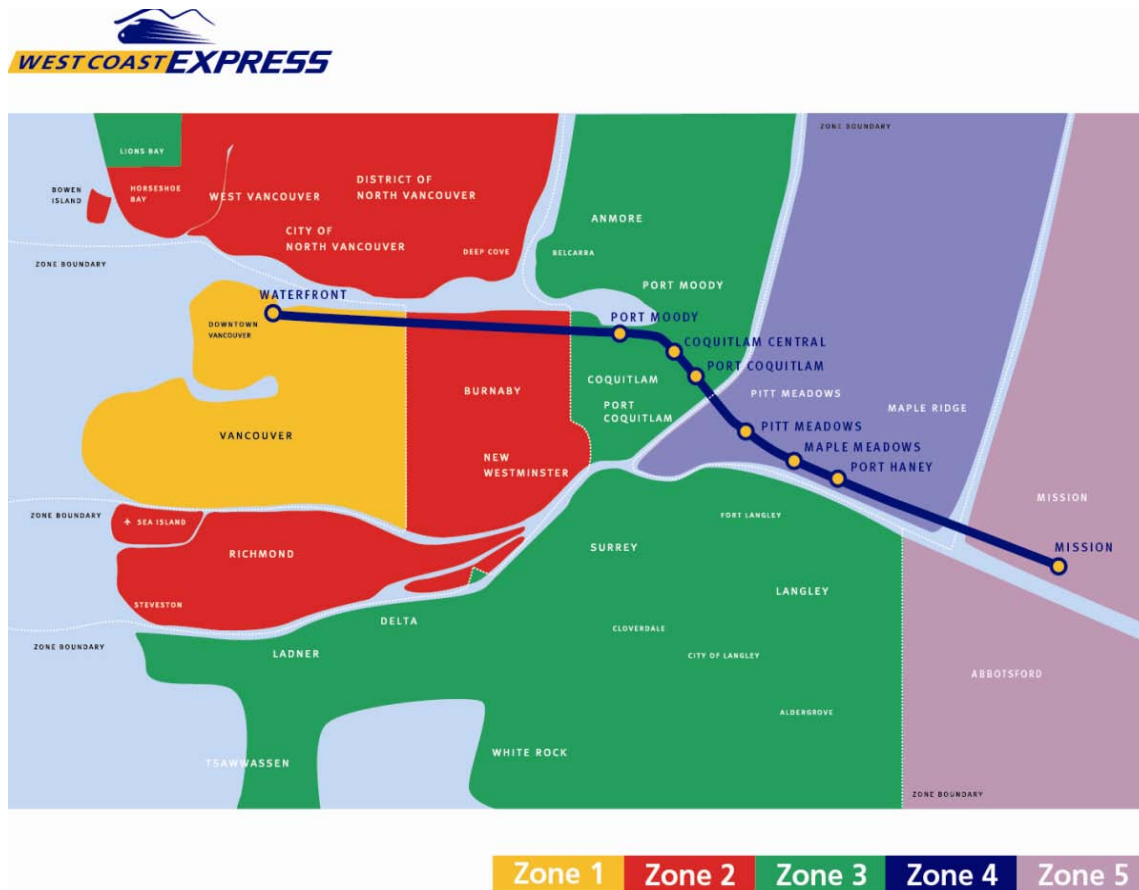 WEST COAST EXPRESS
ZONE BOUNDARY
LIONS BAY
BOWEN
ISLAND
HORSESHOE
BAY
WEST VANCOUVER
DISTRICT OF
NORTH VANCOUVER
CITY OF
NORTH VANCOUVER
DEEP COVE
ANMORE
BELCARRA
ZONE BOUNDARY
PORT MOODY
WATERFRONT
PORT MOODY
DOWNTOWN
VANCOUVER
COQUITLAM CENTRAL
PORT COQUITLAM
COQUITLAM
BURNABY
PITT MEADOWS
PORT
COQUITLAM
MAPLE RIDGE
VANCOUVER
PITT MEADOWS
MAPLE MEADOWS
NEW
WESTMINSTER
PORT HANEY
MISSION
ZONE BOUNDARY
SEA ISLAND
FORT LANGLEY
RICHMOND
SURREY
MISSION
LANGLEY
STEVESTON
DELTA
CLOVERDALE
ZONE BOUNDARY
LADNER
CITY OF LANGLEY
ABBOTSFORD
ALDERGROVE
WHITE ROCK
TSAWWASSEN
ZONE BOUNDARY
Zone 1 Zone 2 Zone 3 Zone 4 Zone 5